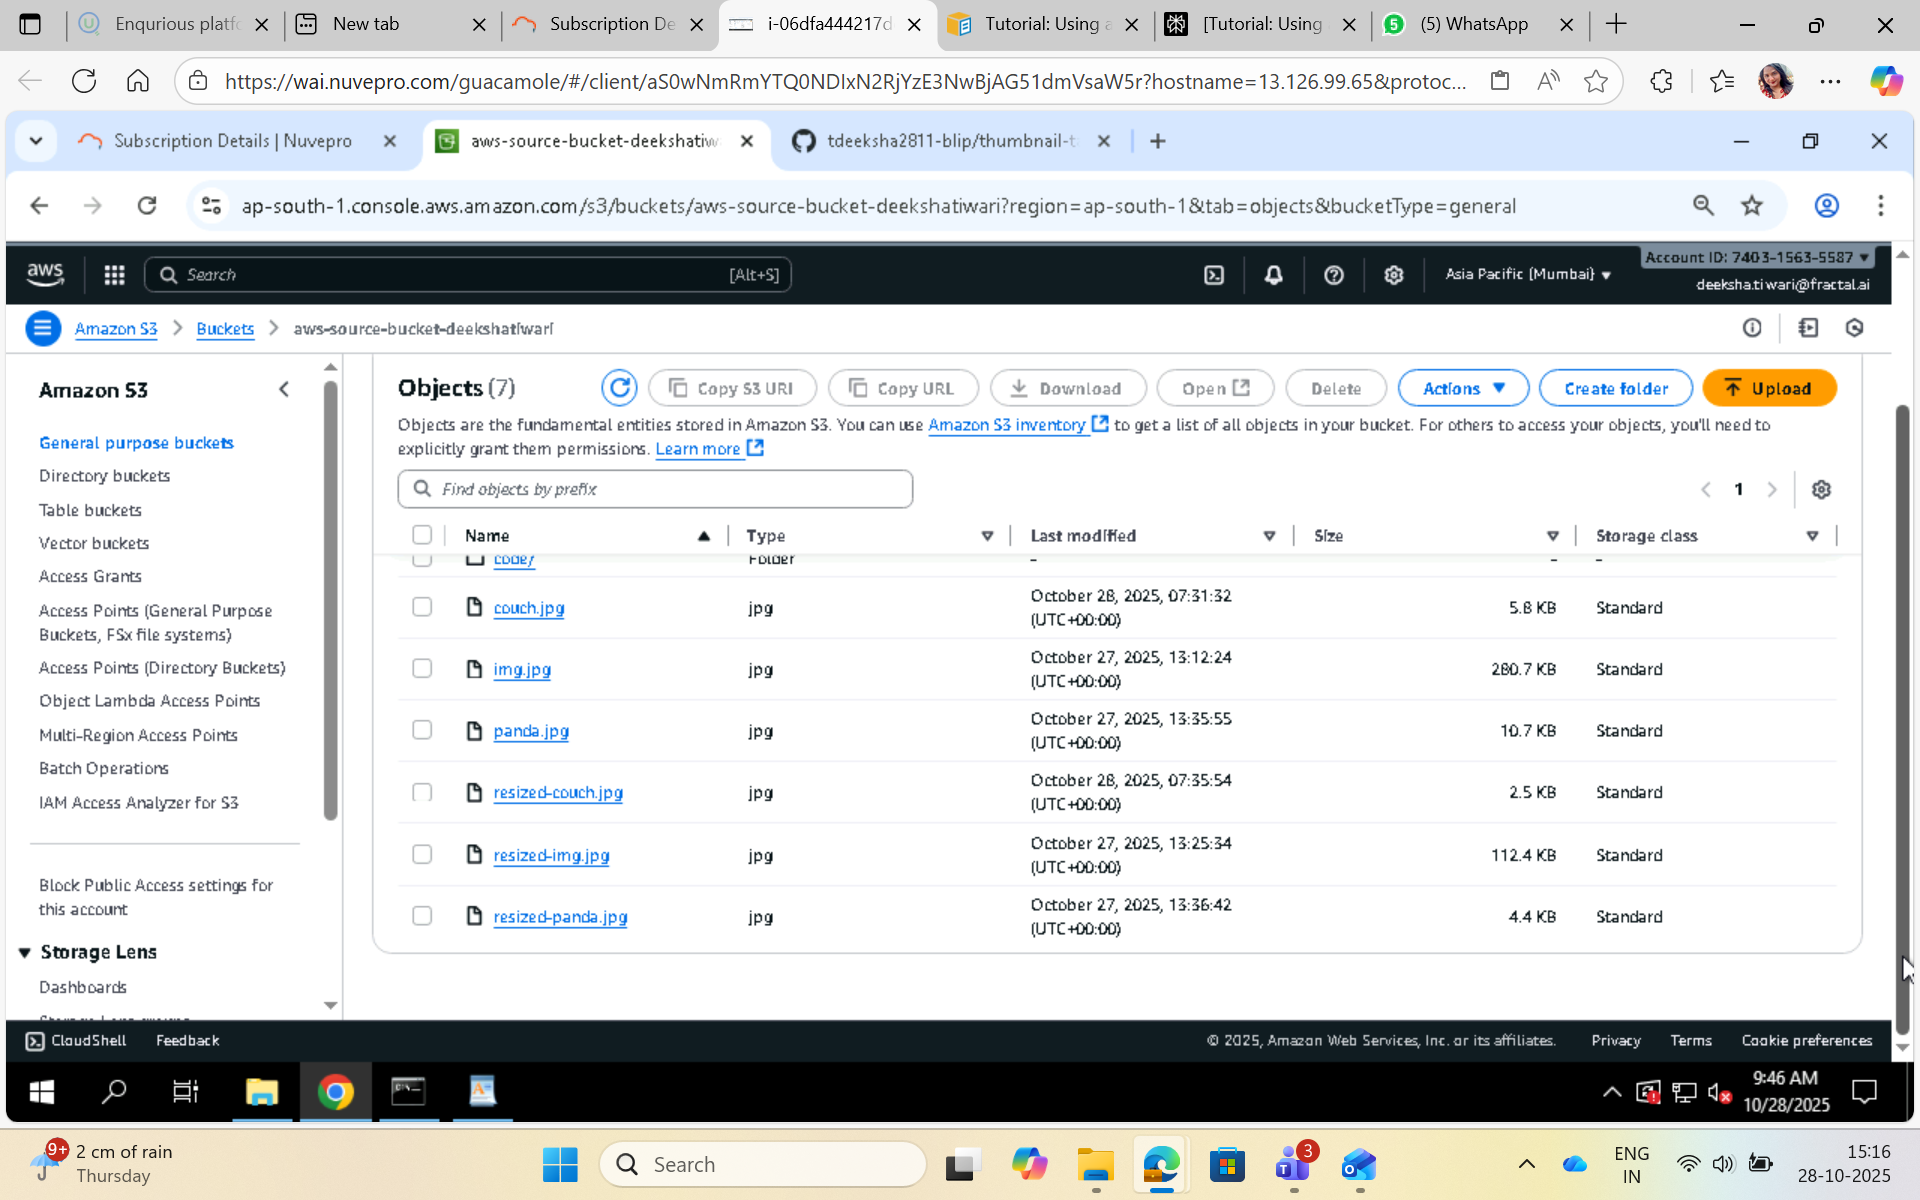 Enqurious platfc
New tab
Subscription De
i-06dfa444217d
Tutorial: Using a
[Tutorial: Using
(5) WhatsApp
https://wai.nuvepro.com/guacamole/#/client/aS0wNmRmYTQ0NDIxN2RjYzE3NwBjAG51dmVsaW5r?hostname=13.126.99.65&protoc...
Subscription Details | Nuvepro
aws-source-bucket-deekshatiw
tdeeksha2811-blip/thumbnail-t
ap-south-1.console.aws.amazon.com/s3/buckets/aws-source-bucket-deekshatiwari?region=ap-south-1&tab=objects&bucketType=general
aws
Search
[Alt+S]
Asia Pacific (Mumbai)
Account ID: 7403-1563-5587
deeksha.tiwari@fractal.ai
Amazon S3
Buckets
aws-source-bucket-deekshatiwari
Amazon S3
General purpose buckets
Directory buckets
Table buckets
Vector buckets
Access Grants
Access Points (General Purpose
Buckets, FSx file systems)
Access Points (Directory Buckets)
Object Lambda Access Points
Multi-Region Access Points
Batch Operations
IAM Access Analyzer for S3
Block Public Access settings for
this account
Storage Lens
Dashboards
Objects (7)
Copy S3 URI
Copy URL
Download
Open
Delete
Actions
Create folder
Upload
Objects are the fundamental entities stored in Amazon S3. You can use Amazon S3 inventory to get a list of all objects in your bucket. For others to access your objects, you'll need to
explicitly grant them permissions. Learn more
Find objects by prefix
1
Name
Type
Last modified
Size
Storage class
code/
Folder
-
-
-
couch.jpg
jpg
October 28, 2025, 07:31:32
(UTC+00:00)
5.8 KB
Standard
img.jpg
jpg
October 27, 2025, 13:12:24
(UTC+00:00)
280.7 KB
Standard
panda.jpg
jpg
October 27, 2025, 13:35:55
(UTC+00:00)
10.7 KB
Standard
resized-couch.jpg
jpg
October 28, 2025, 07:35:54
(UTC+00:00)
2.5 KB
Standard
resized-img.jpg
jpg
October 27, 2025, 13:25:34
(UTC+00:00)
112.4 KB
Standard
resized-panda.jpg
jpg
October 27, 2025, 13:36:42
(UTC+00:00)
4.4 KB
Standard
CloudShell
Feedback
© 2025, Amazon Web Services, Inc. or its affiliates.
Privacy
Terms
Cookie preferences
9:46 AM
10/28/2025
9+
2 cm of rain
Thursday
Search
3
ENG
IN
15:16
28-10-2025